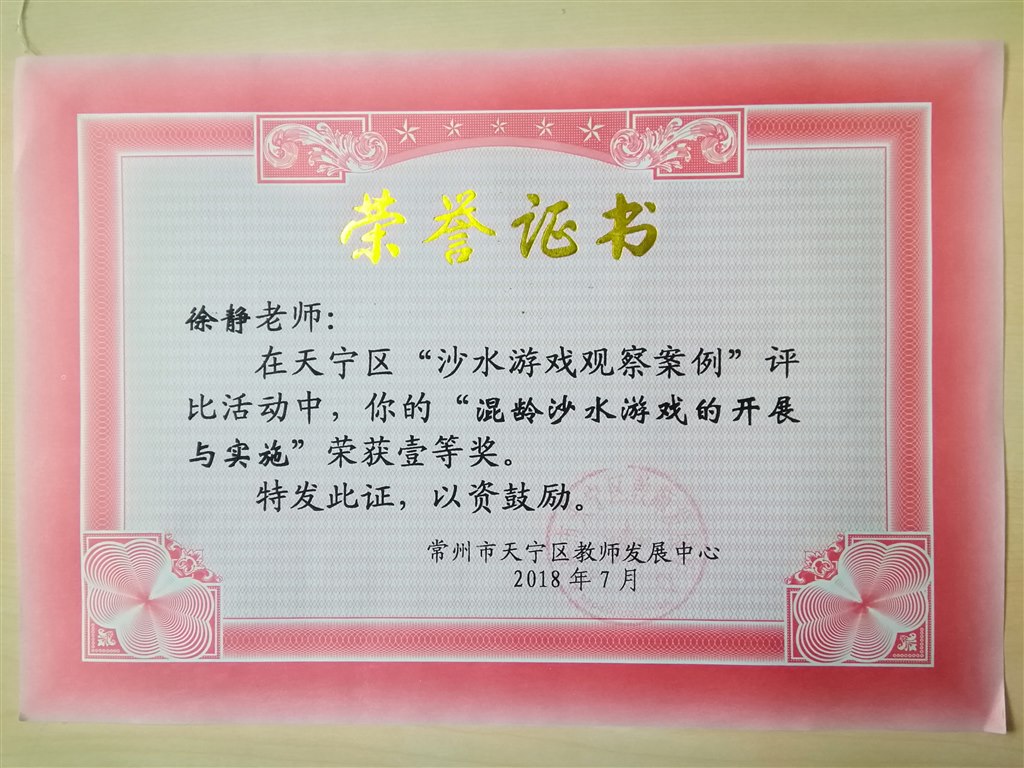 荣誉证书
徐静老师：
在天宁区“沙水游戏观察案例”评
比活动中，你的“混龄沙水游戏的开展
与实施”荣获壹等奖。
特发此证，以资鼓励。
常州市天宁区教师发展中心
2018年7月